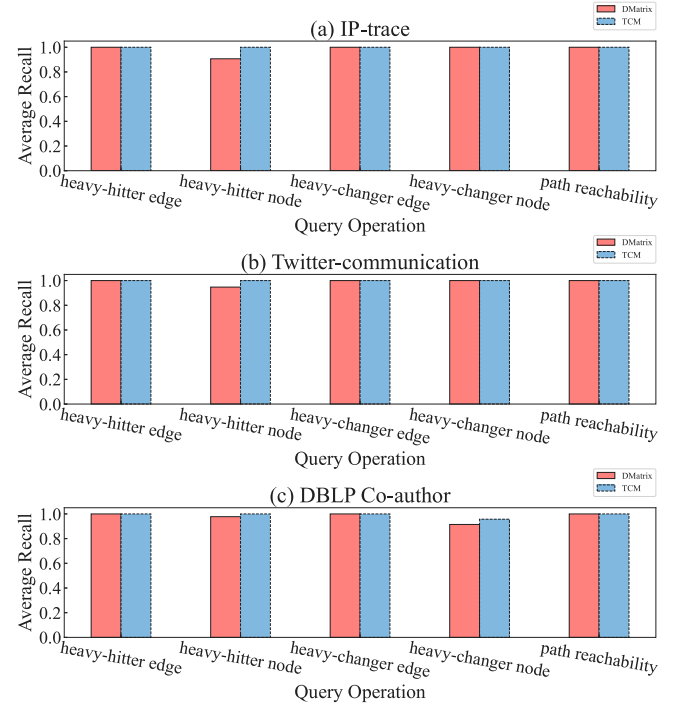 (a) IP-trace
DMatrix
TCM
Average Recall
1.0
0.8
0.6
0.4
0.2
0.0
heavy-hitter edge
heavy-hitter node
heavy-changer edge
heavy-changer node
path reachability
Query Operation
(b) Twitter-communication
DMatrix
TCM
Average Recall
1.0
0.8
0.6
0.4
0.2
0.0
heavy-hitter edge
heavy-hitter node
heavy-changer edge
heavy-changer node
path reachability
Query Operation
(c) DBLP Co-author
DMatrix
TCM
Average Recall
1.0
0.8
0.6
0.4
0.2
0.0
heavy-hitter edge
heavy-hitter node
heavy-changer edge
heavy-changer node
path reachability
Query Operation